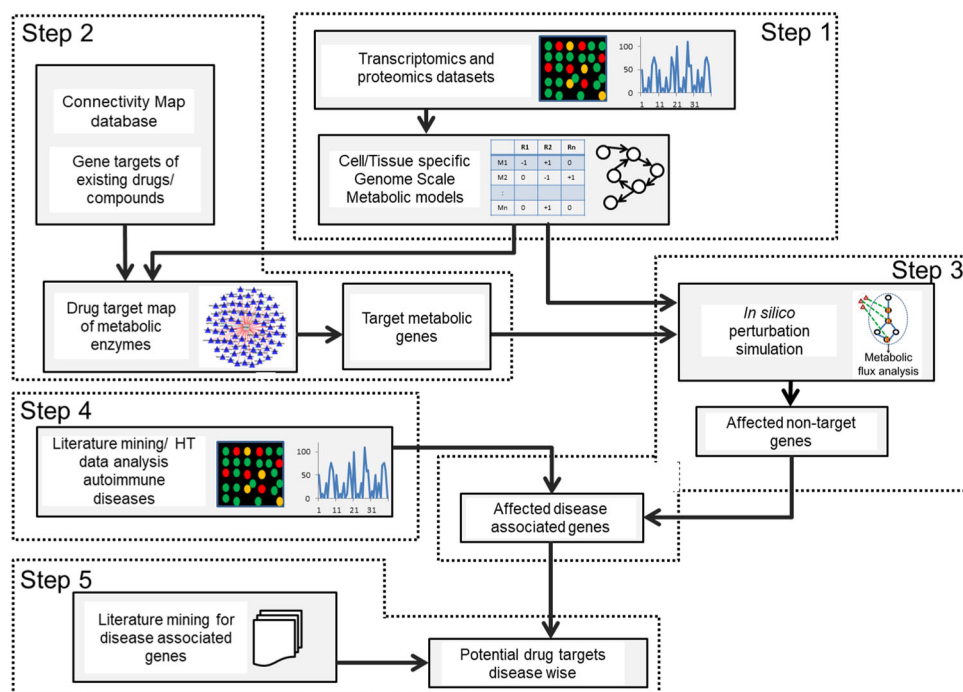 Step 1
Transcriptomics and
proteomics datasets
100
50
0
1 11 21 31
Cell/Tissue specific
Genome Scale
Metabolic models
R1 R2 Rn
M1 -1 +1 0
M2 0 -1 +1
:
Mn 0 +1 0
Step 2
Connectivity Map
database
Gene targets of
existing drugs/
compounds
Drug target map
of metabolic
enzymes
Target metabolic
genes
Step 3
In silico
perturbation
simulation
Metabolic
flux analysis
Affected non-target
genes
Step 4
Literature mining/ HT
data analysis
autoimmune
diseases
100
50
0
1 11 21 31
Affected disease
associated genes
Step 5
Literature mining for
disease associated
genes
Potential drug targets
disease wise